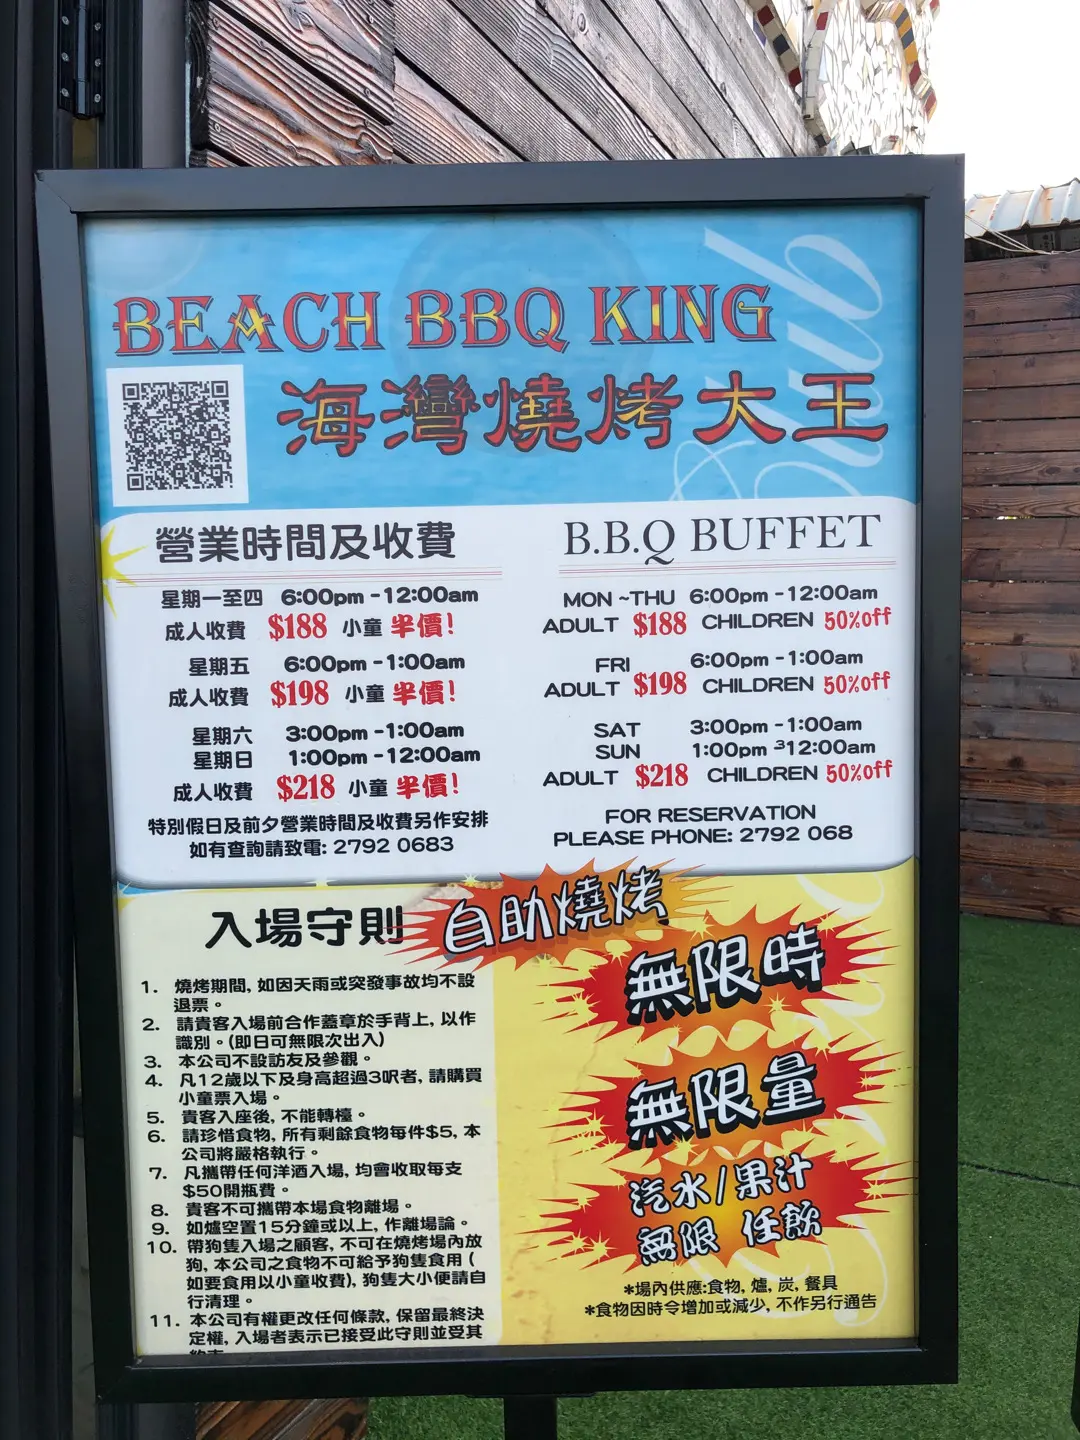 BEACH BBQ KING
海灣燒烤大王
營業時間及收費
星期一至四 6:00pm - 12:00am
成人收費 $188 小童 半價!
星期五 6:00pm - 1:00am
成人收費 $198 小童 半價!
星期六 3:00pm - 1:00am
星期日 1:00pm - 12:00am
成人收費 $218 小童 半價!
特別假日及前夕營業時間及收費另作安排
如有查詢請致電: 2792 0683
B.B.Q BUFFET
MON ~THU 6:00pm - 12:00am
ADULT $188 CHILDREN 50%off
FRI 6:00pm - 1:00am
ADULT $198 CHILDREN 50%off
SAT 3:00pm - 1:00am
SUN 1:00pm ³12:00am
ADULT $218 CHILDREN 50%off
FOR RESERVATION
PLEASE PHONE: 2792 068
入場守則
1. 燒烤期間, 如因天雨或突發事故均不設
退票。
2. 請貴客入場前合作蓋章於手背上, 以作
識別。(即日可無限次出入)
3. 本公司不設訪友及參觀。
4. 凡12歲以下及身高超過3呎者, 請購買
小童票入場。
5. 貴客入座後, 不能轉檯。
6. 請珍惜食物, 所有剩餘食物每件$5, 本
公司將嚴格執行。
7. 凡攜帶任何洋酒入場, 均會收取每支
$50開瓶費。
8. 貴客不可攜帶本場食物離場。
9. 如爐空置15分鐘或以上, 作離場論。
10. 帶狗隻入場之顧客, 不可在燒烤場內放
狗, 本公司之食物不可給予狗隻食用 (
如要食用以小童收費), 狗隻大小便請自
行清理。
11. 本公司有權更改任何條款, 保留最終決
定權, 入場者表示已接受此守則並受其
自助燒烤
無限時
無限量
汽水/果汁
無限 任飲
*場內供應:食物, 爐, 炭, 餐具
*食物因時令增加或減少, 不作另行通告